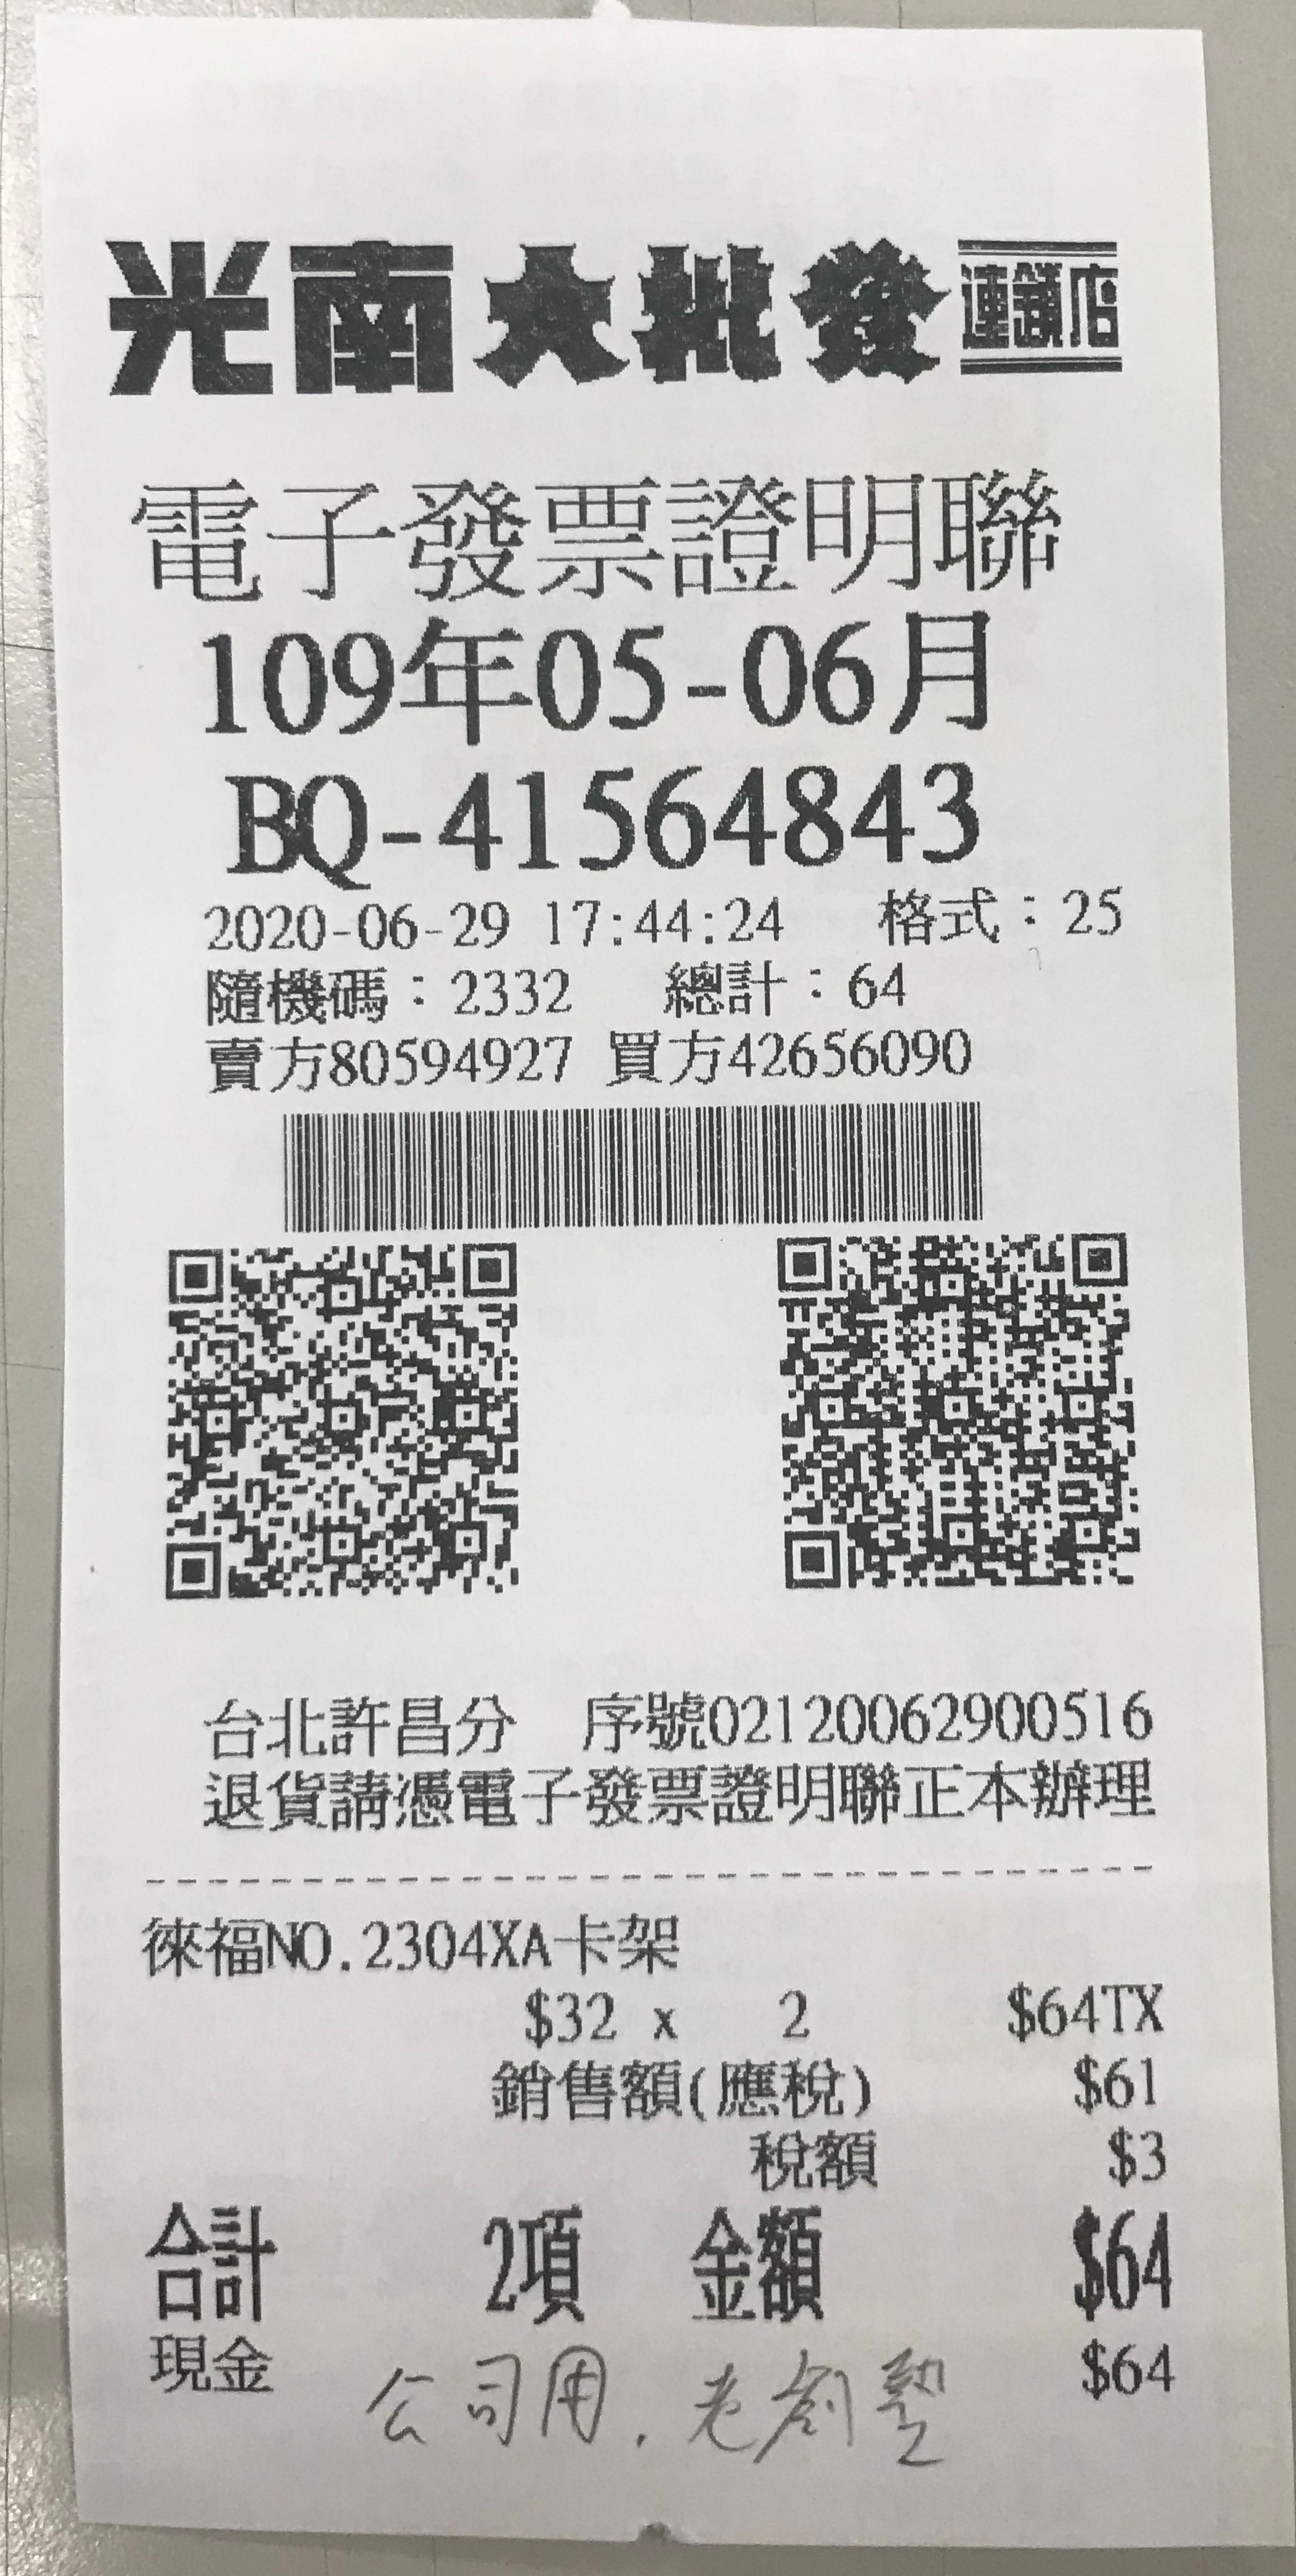 光南大批發連鎖店
電子發票證明聯
109年05-06月
BQ-41564843
2020-06-29 17:44:24 格式：25
隨機碼：2332 總計：64
賣方80594927 買方42656090
台北許昌分 序號02120062900516
退貨請憑電子發票證明聯正本辦理
徠福NO.2304XA卡架
$32 x 2 $64TX
銷售額(應稅) $61
稅額 $3
合計 2項 金額 $64
現金 $64
公司用.老劉墊